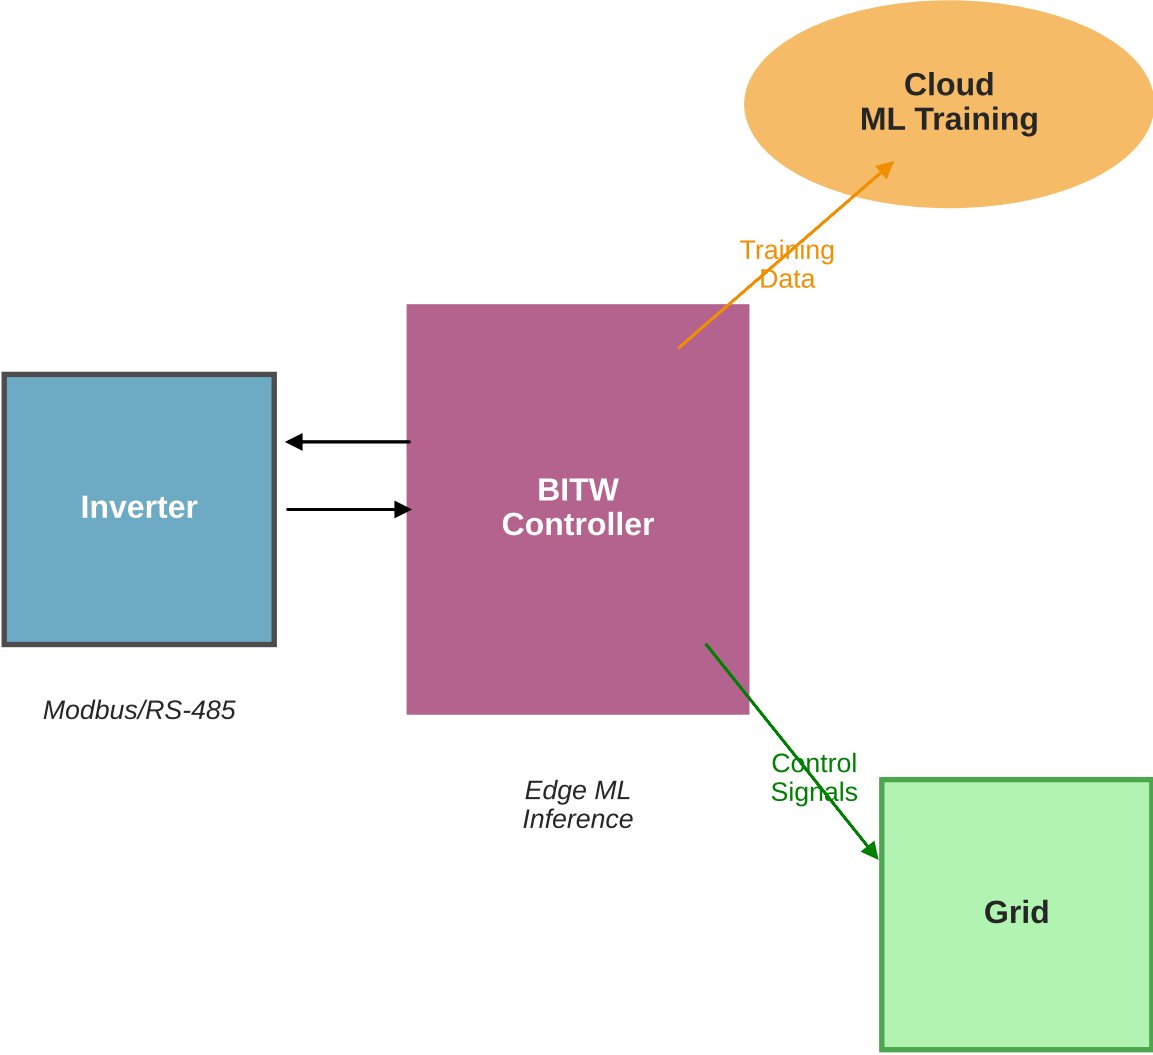 Cloud
ML Training
Training
Data
Inverter
BITW
Controller
Modbus/RS-485
Edge ML
Inference
Control
Signals
Grid